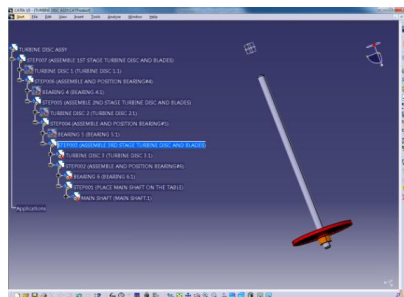 CATIA V5 - [TURBINE DISC ASSY.CATProduct]
Start File Edit View Insert Tools Analyze Window Help
TURBINE DISC ASSY
STEP007 (ASSEMBLE 1ST STAGE TURBINE DISC AND BLADES)
TURBINE DISC 1 (TURBINE DISC 1.1)
STEP006 (ASSEMBLE AND POSITION BEARING#4)
BEARING 4 (BEARING 4.1)
STEP005 (ASSEMBLE 2ND STAGE TURBINE DISC AND BLADES)
TURBINE DISC 2 (TURBINE DISC 2.1)
STEP004 (ASSEMBLE AND POSITION BEARING#5)
BEARING 5 (BEARING 5.1)
STEP003 (ASSEMBLE 3RD STAGE TURBINE DISC AND BLADES)
TURBINE DISC 3 (TURBINE DISC 3.1)
STEP002 (ASSEMBLE AND POSITION BEARING#6)
BEARING 6 (BEARING 6.1)
STEP001 (PLACE MAIN SHAFT ON THE TABLE)
MAIN SHAFT (MAIN SHAFT.1)
Applications